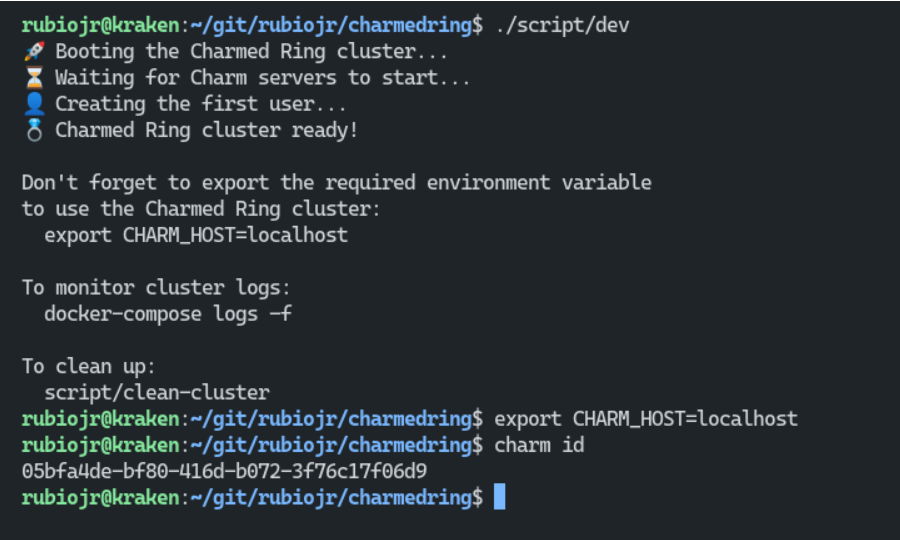 rubiojr@kraken:~/git/rubiojr/charmedring$ ./script/dev
🚀 Booting the Charmed Ring cluster...
⏳ Waiting for Charm servers to start...
👤 Creating the first user...
💍 Charmed Ring cluster ready!

Don't forget to export the required environment variable
to use the Charmed Ring cluster:
  export CHARM_HOST=localhost

To monitor cluster logs:
  docker-compose logs -f

To clean up:
  script/clean-cluster
rubiojr@kraken:~/git/rubiojr/charmedring$ export CHARM_HOST=localhost
rubiojr@kraken:~/git/rubiojr/charmedring$ charm id
05bfa4de-bf80-416d-b072-3f76c17f06d9
rubiojr@kraken:~/git/rubiojr/charmedring$